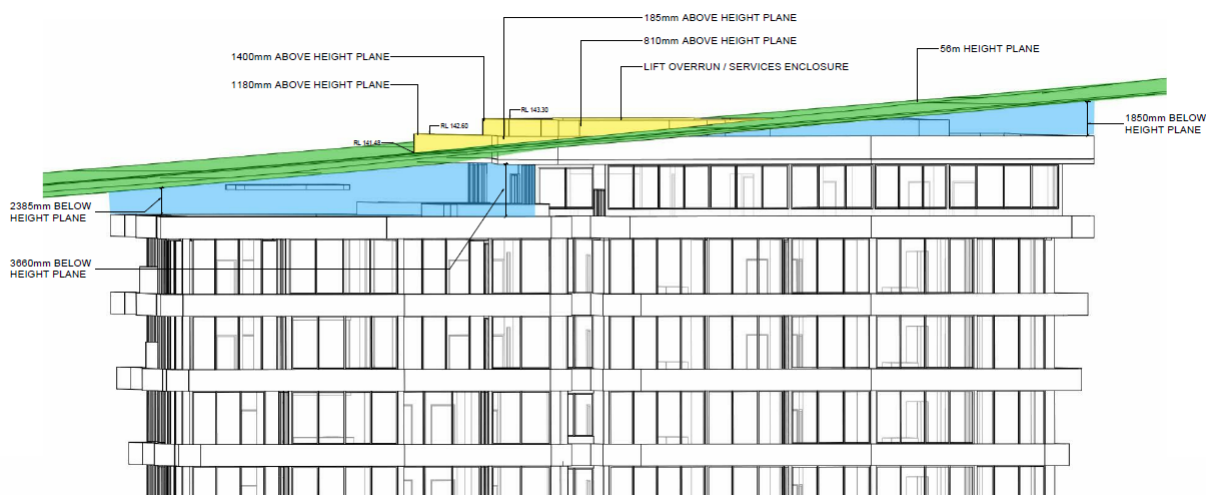 185mm ABOVE HEIGHT PLANE
810mm ABOVE HEIGHT PLANE
56m HEIGHT PLANE
1400mm ABOVE HEIGHT PLANE
LIFT OVERRUN / SERVICES ENCLOSURE
1180mm ABOVE HEIGHT PLANE
RL 143.30
1850mm BELOW
HEIGHT PLANE
RL 142.60
RL 141.48
2385mm BELOW
HEIGHT PLANE
3660mm BELOW
HEIGHT PLANE